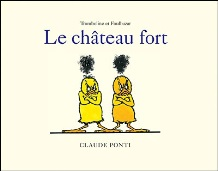 Tromboline et Foulbazar
Le château fort
CLAUDE PONTI